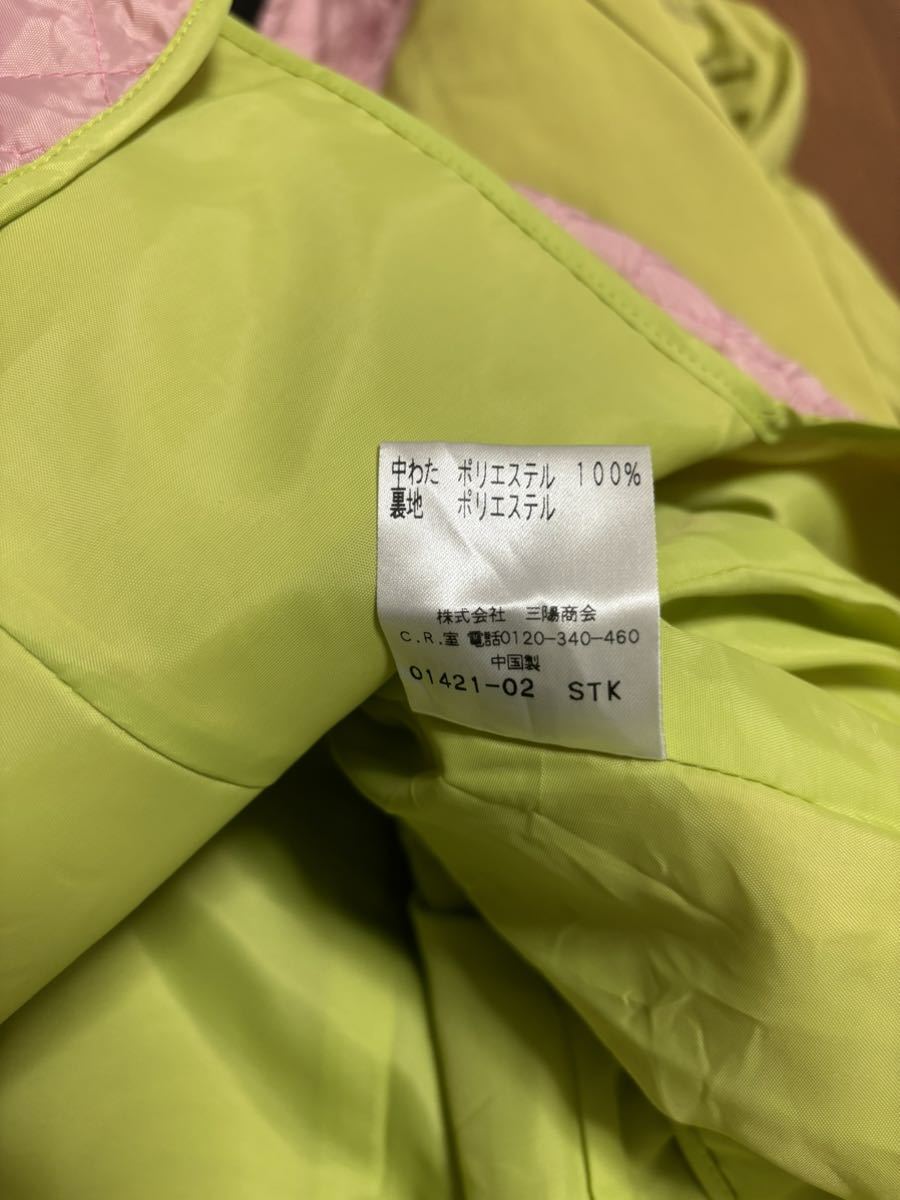 中わた ポリエステル 100%
裏地 ポリエステル
株式会社 三陽商会
C.R.室 電話0120-340-460
中国製
01421-02 STK